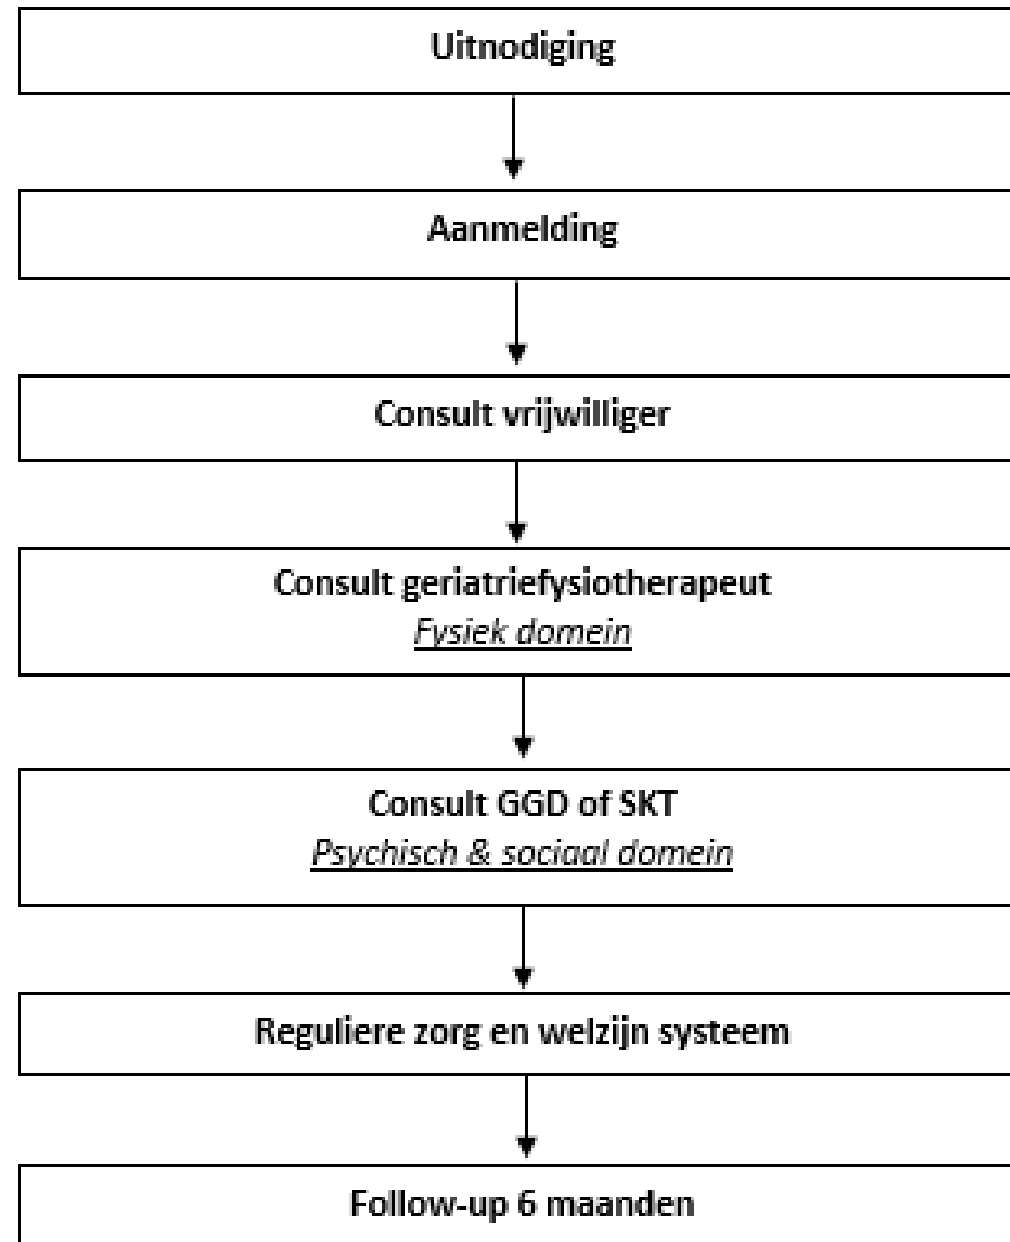 Uitnodiging
Aanmelding
Consult vrijwilliger
Consult geriatriefysiotherapeut
Fysiek domein
Consult GGD of SKT
Psychisch & sociaal domein
Reguliere zorg en welzijn systeem
Follow-up 6 maanden